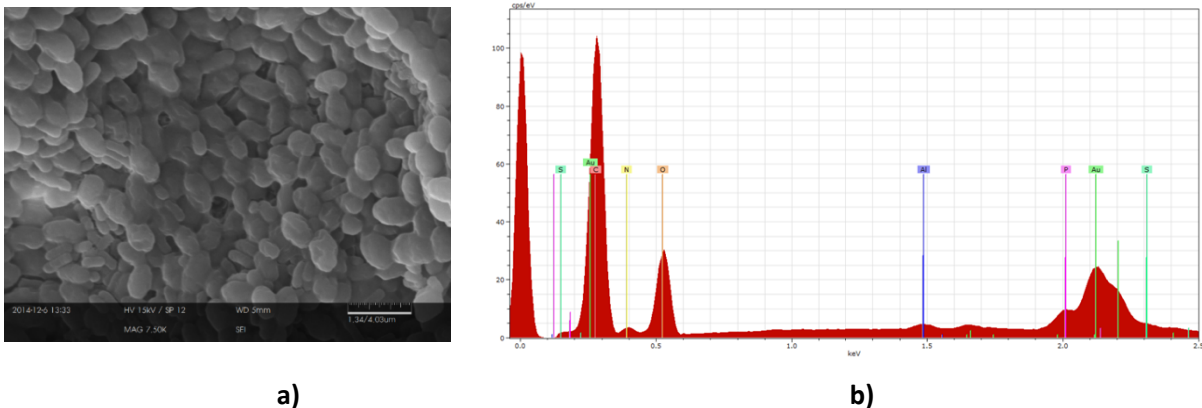 2014-12-6 13:33 HV 15kV / SP 12 WD 5mm
MAG 7.50K SEI 1.34/4.03um
cps/eV
100
80
60
40
20
0
S Au C N O Al P Au S
0.0 0.5 1.0 1.5 2.0 2.5
keV
a) b)